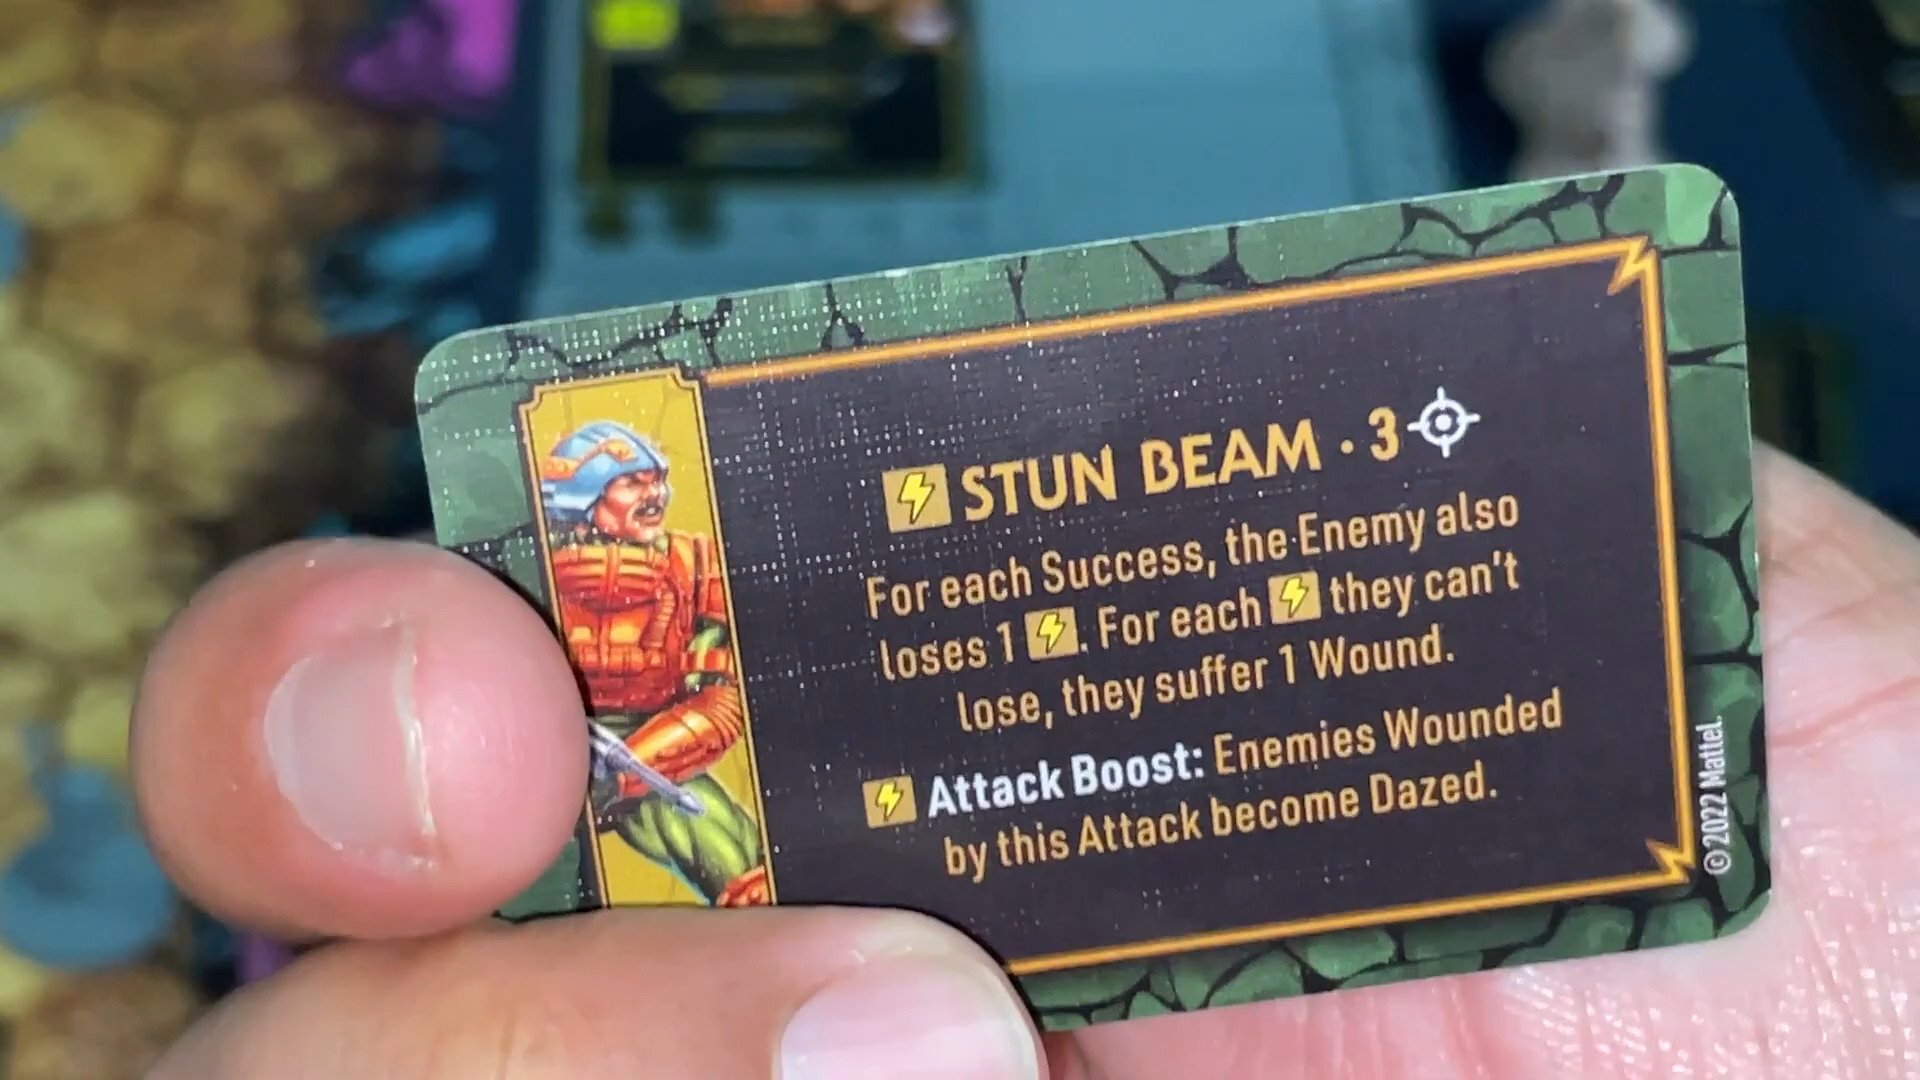 STUN BEAM · 3
For each Success, the Enemy also
loses 1 . For each they can't
lose, they suffer 1 Wound.
Attack Boost: Enemies Wounded
by this Attack become Dazed.
©2022 Mattel.